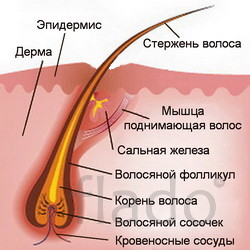 Эпидермис
Дерма
Стержень волоса
Мышца
поднимающая волос
Сальная железа
Волосяной фолликул
Корень волоса
Волосяной сосочек
Кровеносные сосуды